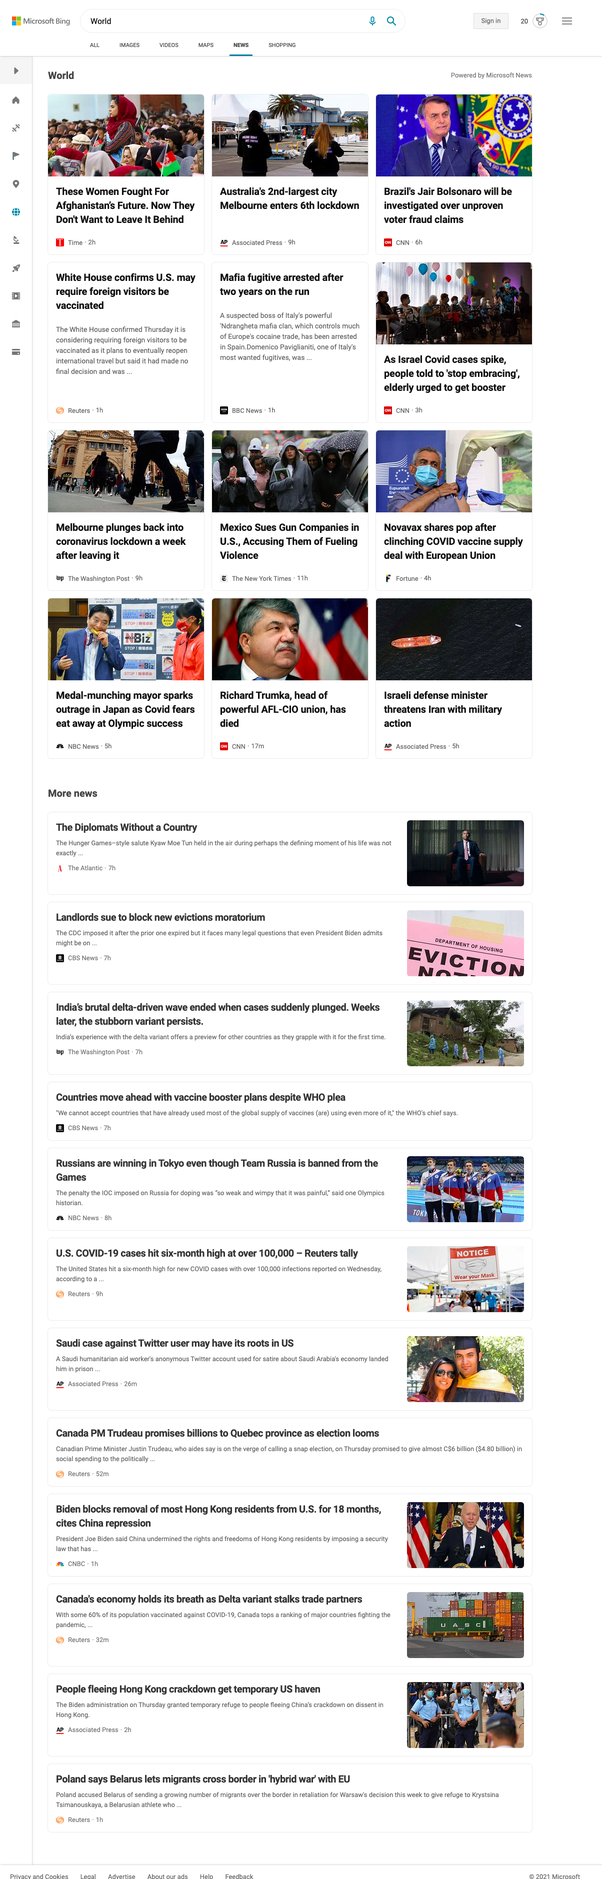 Microsoft Bing
World
Sign in
20
ALL
IMAGES
VIDEOS
MAPS
NEWS
SHOPPING
World
Powered by Microsoft News
These Women Fought For
Afghanistan's Future. Now They
Don't Want to Leave It Behind
Time · 2h
Australia's 2nd-largest city
Melbourne enters 6th lockdown
AP Associated Press · 9h
Brazil's Jair Bolsonaro will be
investigated over unproven
voter fraud claims
CNN · 6h
White House confirms U.S. may
require foreign visitors be
vaccinated
The White House confirmed Thursday it is
considering requiring foreign visitors to be
vaccinated as it plans to eventually reopen
international travel but said it had made no
final decision and was ...
Reuters · 1h
Mafia fugitive arrested after
two years on the run
A suspected boss of Italy's powerful
'Ndrangheta mafia clan, which controls much
of Europe's cocaine trade, has been arrested
in Spain.Domenico Paviglianiti, one of Italy's
most wanted fugitives, was ...
BBC News · 1h
As Israel Covid cases spike,
people told to 'stop embracing',
elderly urged to get booster
CNN · 3h
Melbourne plunges back into
coronavirus lockdown a week
after leaving it
wp The Washington Post · 9h
Mexico Sues Gun Companies in
U.S., Accusing Them of Fueling
Violence
The New York Times · 11h
Novavax shares pop after
clinching COVID vaccine supply
deal with European Union
Fortune · 4h
NBiz
NBiz
Medal-munching mayor sparks
outrage in Japan as Covid fears
eat away at Olympic success
NBC News · 5h
Richard Trumka, head of
powerful AFL-CIO union, has
died
CNN · 17m
Israeli defense minister
threatens Iran with military
action
AP Associated Press · 5h
More news
The Diplomats Without a Country
The Hunger Games–style salute Kyaw Moe Tun held in the air during perhaps the defining moment of his life was not
exactly ...
The Atlantic · 7h
Landlords sue to block new evictions moratorium
The CDC imposed it after the prior one expired but it faces many legal questions that even President Biden admits
might be on ...
CBS News · 7h
DEPARTMENT OF HOUSING
EVICTION
India's brutal delta-driven wave ended when cases suddenly plunged. Weeks
later, the stubborn variant persists.
India's experience with the delta variant offers a preview for other countries as they grapple with it for the first time.
wp The Washington Post · 7h
Countries move ahead with vaccine booster plans despite WHO plea
"We cannot accept countries that have already used most of the global supply of vaccines (are) using even more of it," the WHO's chief says.
CBS News · 7h
Russians are winning in Tokyo even though Team Russia is banned from the
Games
The penalty the IOC imposed on Russia for doping was "so weak and wimpy that it was painful," said one Olympics
historian.
NBC News · 8h
U.S. COVID-19 cases hit six-month high at over 100,000 – Reuters tally
The United States hit a six-month high for new COVID cases with over 100,000 infections reported on Wednesday,
according to a ...
Reuters · 9h
NOTICE
Wear your Mask
Saudi case against Twitter user may have its roots in US
A Saudi humanitarian aid worker's anonymous Twitter account used for satire about Saudi Arabia's economy landed
him in prison ...
AP Associated Press · 26m
Canada PM Trudeau promises billions to Quebec province as election looms
Canadian Prime Minister Justin Trudeau, who aides say is on the verge of calling a snap election, on Thursday promised to give almost C$6 billion ($4.80 billion) in
social spending to the politically ...
Reuters · 52m
Biden blocks removal of most Hong Kong residents from U.S. for 18 months,
cites China repression
President Joe Biden said China undermined the rights and freedoms of Hong Kong residents by imposing a security
law that has ...
CNBC · 1h
Canada's economy holds its breath as Delta variant stalks trade partners
With some 60% of its population vaccinated against COVID-19, Canada tops a ranking of major countries fighting the
pandemic, ...
Reuters · 32m
UASC
People fleeing Hong Kong crackdown get temporary US haven
The Biden administration on Thursday granted temporary refuge to people fleeing China's crackdown on dissent in
Hong Kong.
AP Associated Press · 2h
Poland says Belarus lets migrants cross border in 'hybrid war' with EU
Poland accused Belarus of sending a growing number of migrants over the border in retaliation for Warsaw's decision this week to give refuge to Krystsina
Tsimanouskaya, a Belarusian athlete who ...
Reuters · 1h
Privacy and Cookies
Legal
Advertise
About our ads
Help
Feedback
© 2021 Microsoft